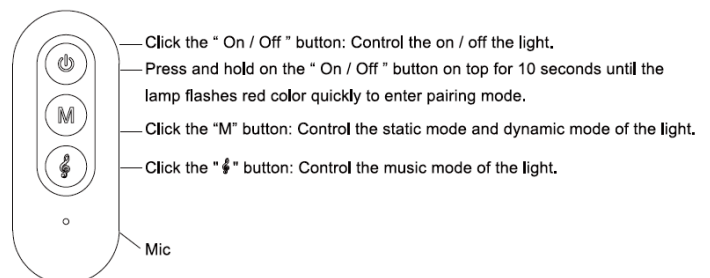 Click the “ On / Off ” button: Control the on / off the light.
Press and hold on the “ On / Off ” button on top for 10 seconds until the
lamp flashes red color quickly to enter pairing mode.
M
Click the “M” button: Control the static mode and dynamic mode of the light.
Click the "𝄞" button: Control the music mode of the light.
Mic